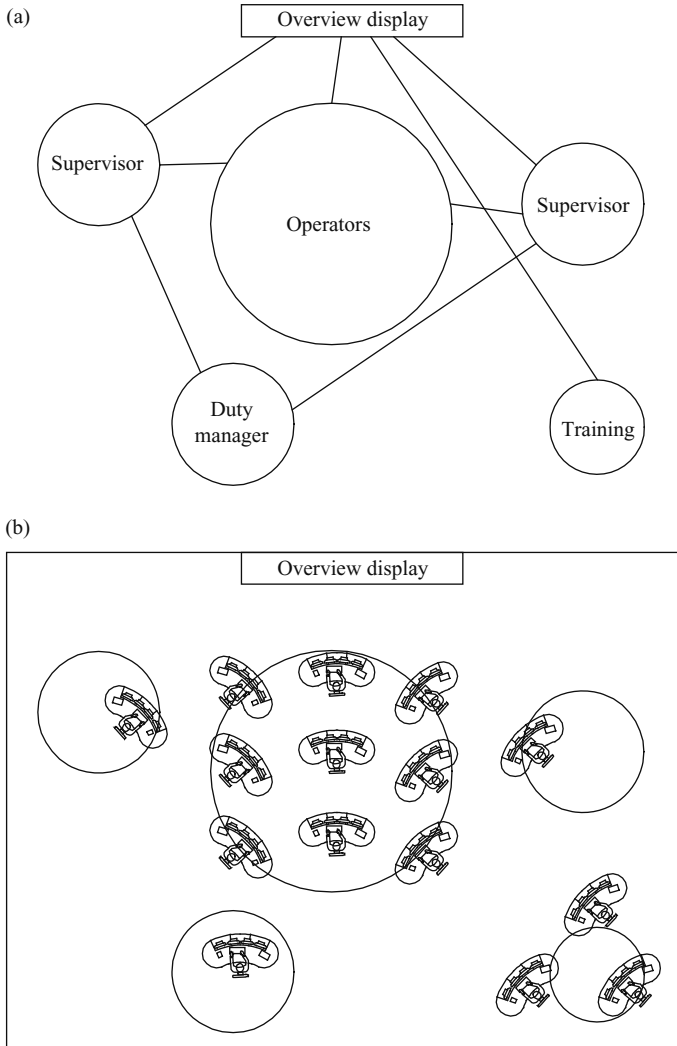 (a)
Overview display
Supervisor
Operators
Supervisor
Duty
manager
Training
(b)
Overview display